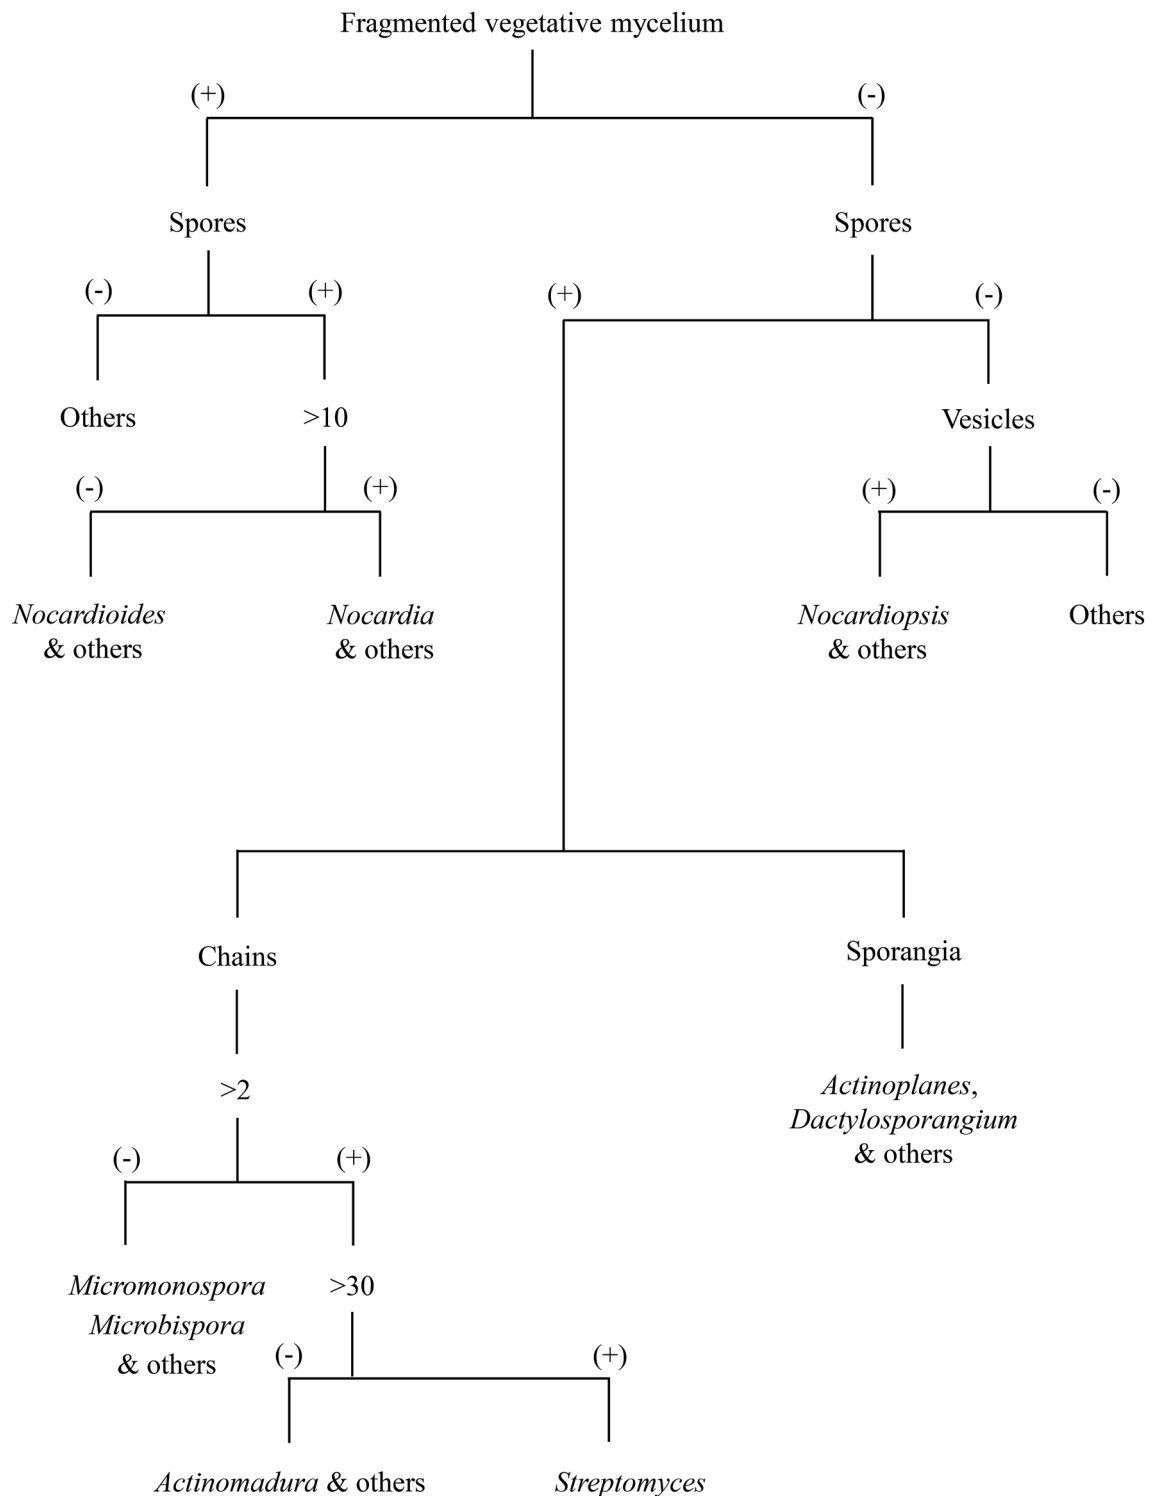 Fragmented vegetative mycelium
(+)
(-)
Spores
Spores
(-)
(+)
(+)
(-)
Others
>10
Vesicles
(-)
(+)
(+)
(-)
Nocardioides
& others
Nocardia
& others
Nocardiopsis
& others
Others
Chains
Sporangia
>2
Actinoplanes,
Dactylosporangium
& others
(-)
(+)
Micromonospora
Microbispora
& others
>30
(-)
(+)
Actinomadura & others
Streptomyces